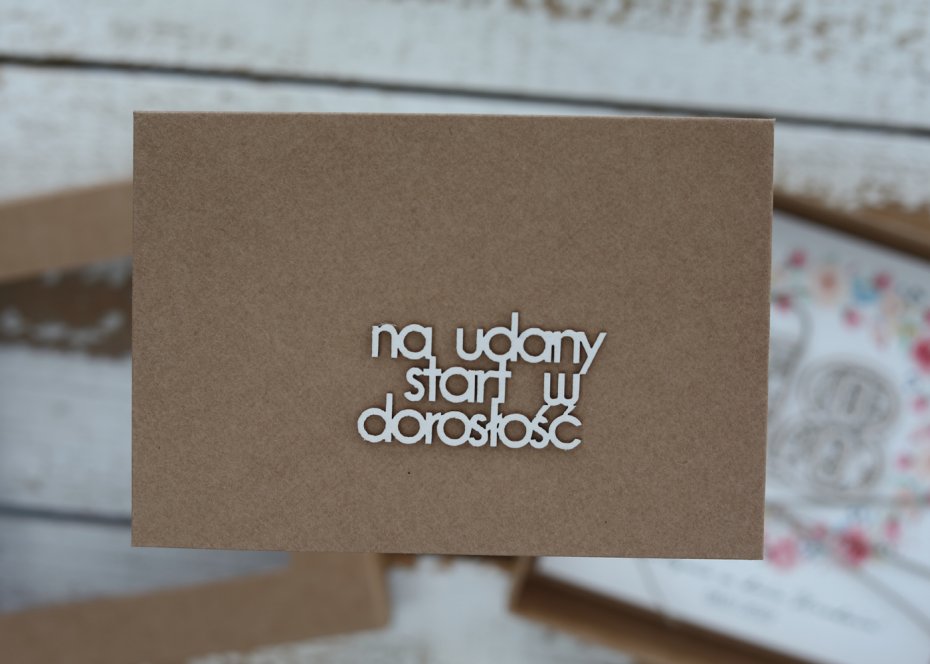 na udany
start w
dorosłość